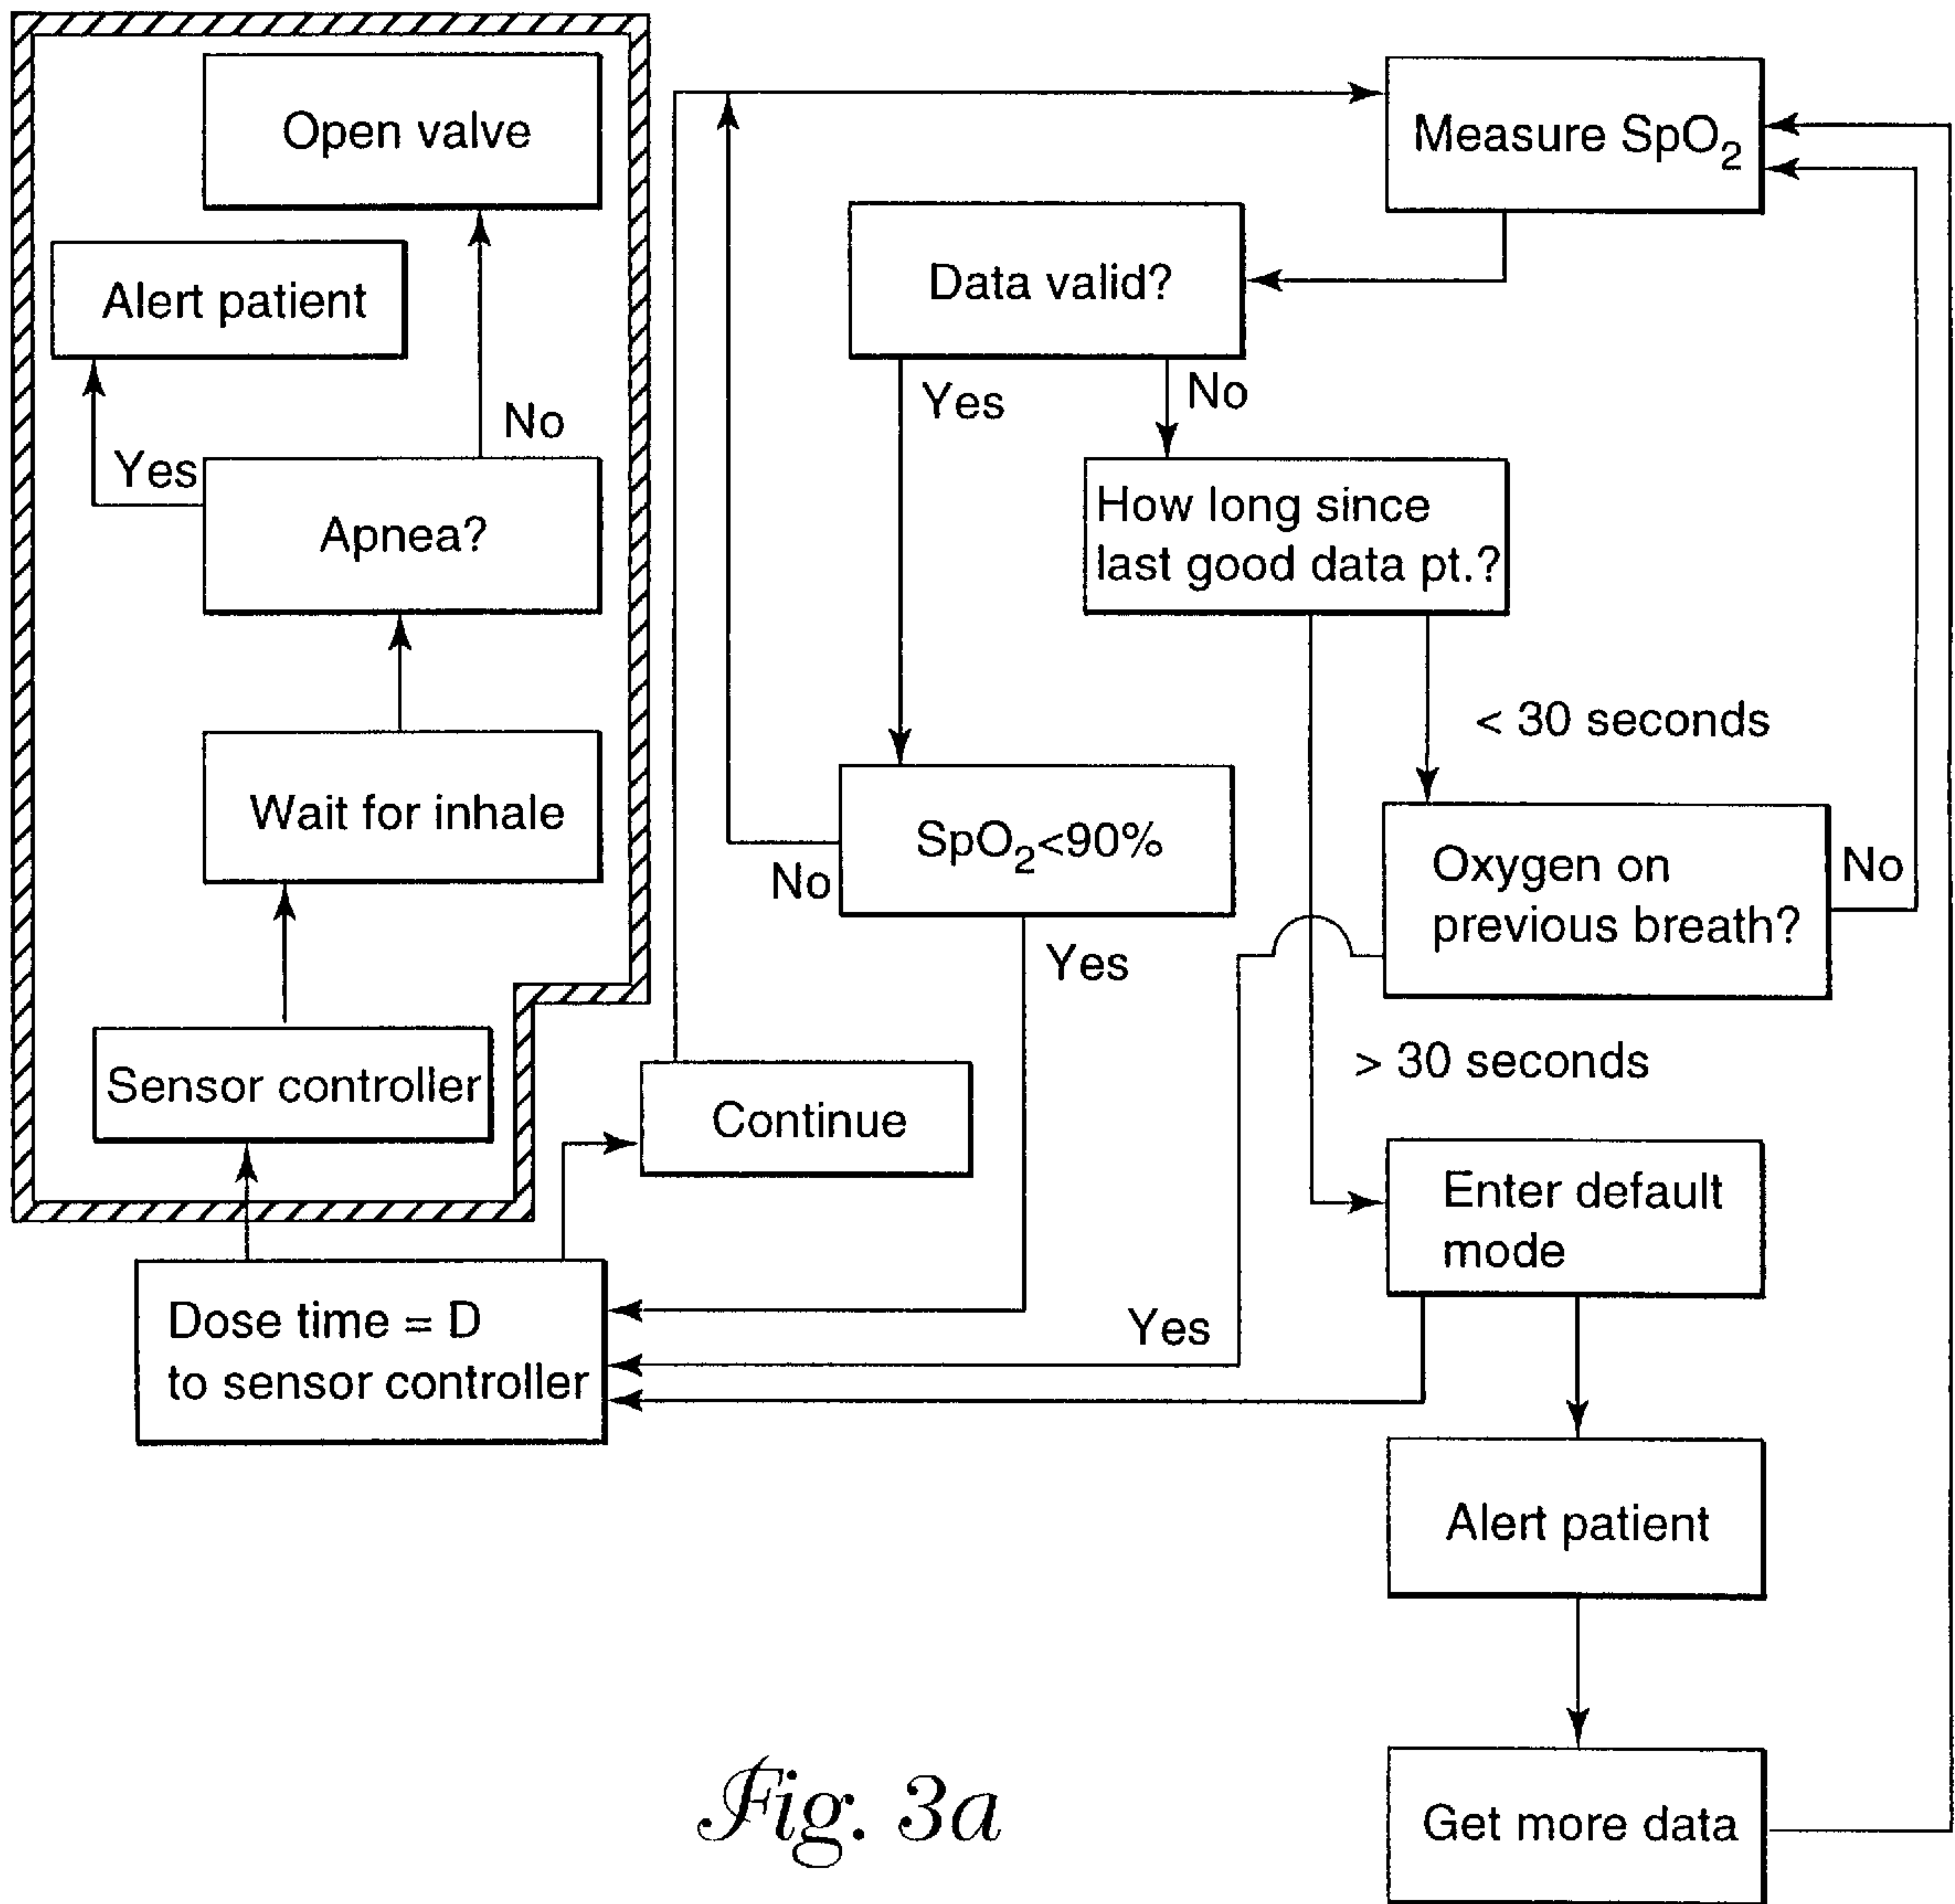 Open valve
Measure SpO₂
Data valid?
Alert patient
Yes
No
No
Yes
How long since
last good data pt.?
Apnea?
< 30 seconds
Wait for inhale
SpO₂<90%
No
Oxygen on
previous breath?
No
Yes
> 30 seconds
Sensor controller
Continue
Enter default
mode
Dose time = D
to sensor controller
Yes
Alert patient
Get more data
Fig. 3a